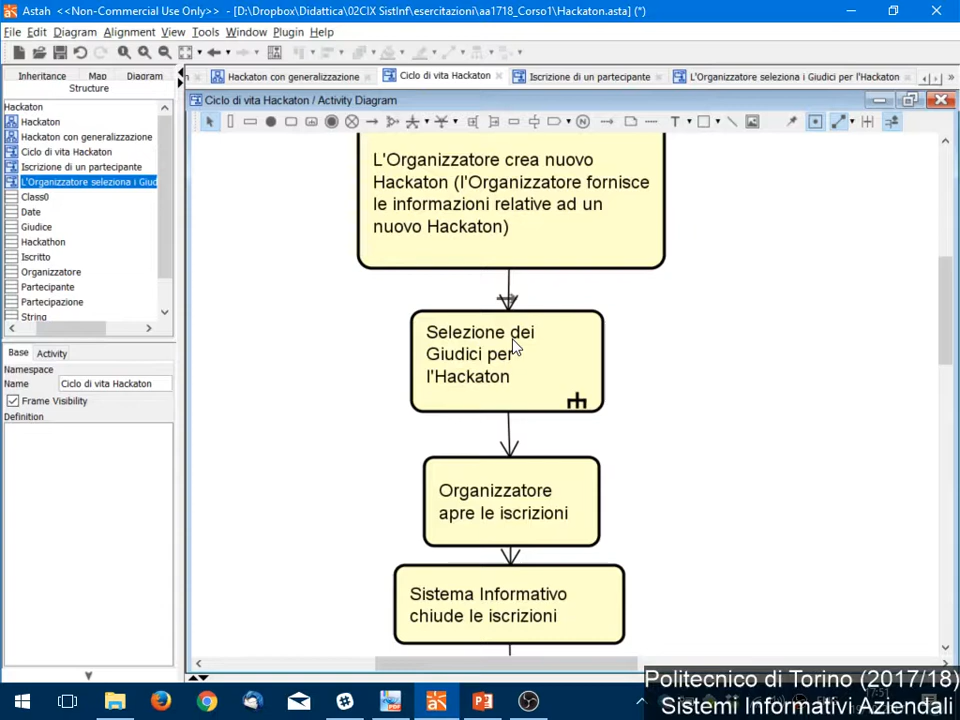 Astah <<Non-Commercial Use Only>> - [D:\Dropbox\Didattica\02CIX SistInf\esercitazioni\aa1718_Corso1\Hackaton.asta] (*)
File Edit Diagram Alignment View Tools Window Plugin Help
Inheritance Map Diagram
Structure
Hackaton con generalizzazione
Ciclo di vita Hackaton
Iscrizione di un partecipante
L'Organizzatore seleziona i Giudici per l'Hackaton
Ciclo di vita Hackaton / Activity Diagram
Hackaton
Hackaton
Hackaton con generalizzazione
Ciclo di vita Hackaton
Iscrizione di un partecipante
L'Organizzatore seleziona i Giud
Class0
Date
Giudice
Hackathon
Iscritto
Organizzatore
Partecipante
Partecipazione
String
Base Activity
Namespace
Name Ciclo di vita Hackaton
Frame Visibility
Definition
L'Organizzatore crea nuovo
Hackaton (l'Organizzatore fornisce
le informazioni relative ad un
nuovo Hackaton)
Selezione dei
Giudici per
l'Hackaton
Organizzatore
apre le iscrizioni
Sistema Informativo
chiude le iscrizioni
Politecnico di Torino (2017/18)
Sistemi Informativi Aziendali